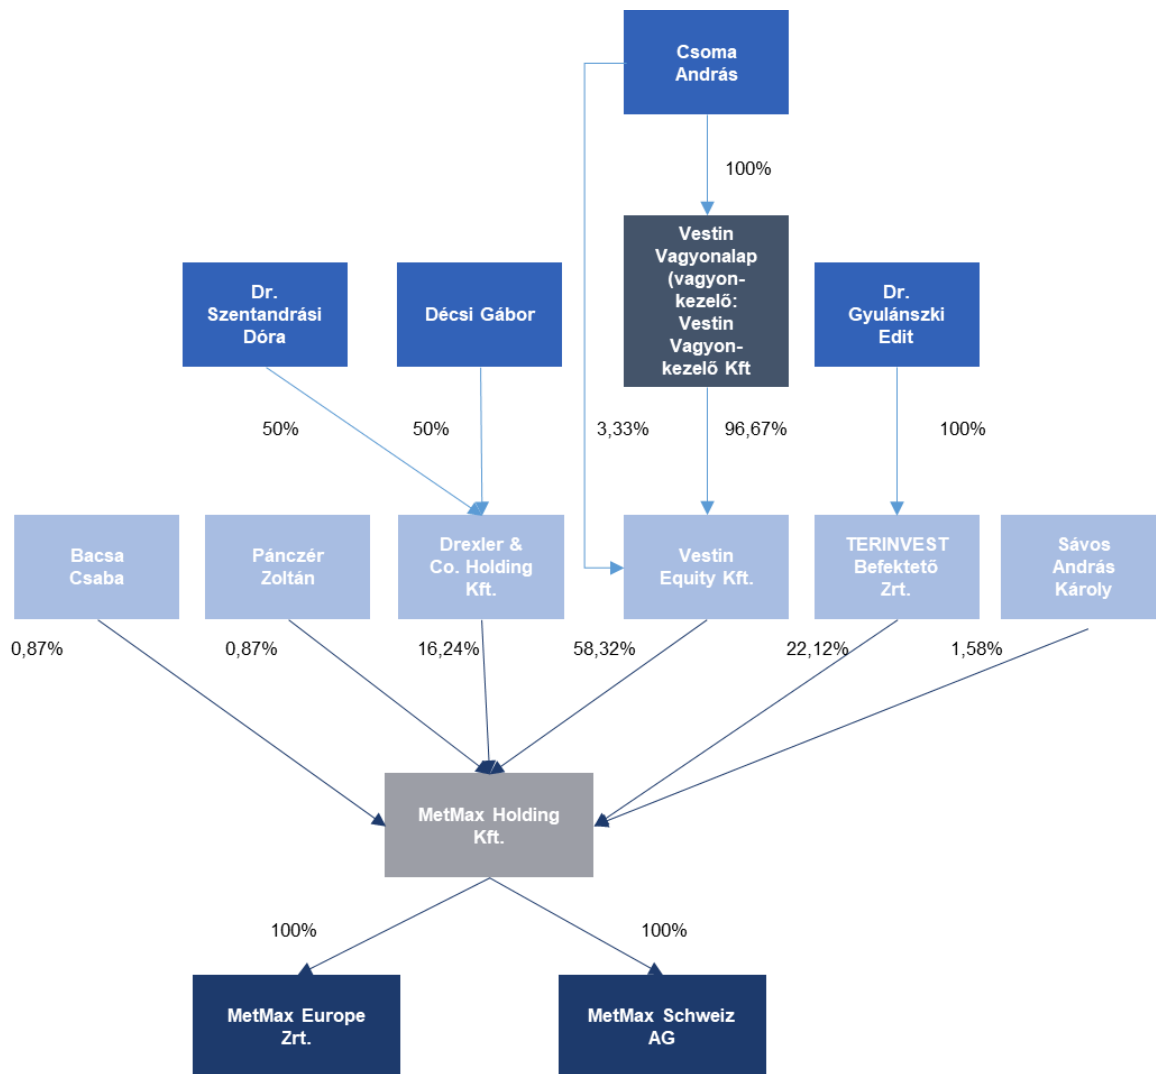 Csoma
András
100%
Vestin
Vagyonalap
(vagyon-
kezelő:
Vestin
Vagyon-
kezelő Kft
Dr.
Szentandrási
Dóra
Décsi Gábor
Dr.
Gyulánszki
Edit
50%
50%
3,33%
96,67%
100%
Bacsa
Csaba
Pánczér
Zoltán
Drexler &
Co. Holding
Kft.
Vestin
Equity Kft.
TERINVEST
Befektető
Zrt.
Sávos
András
Károly
0,87%
0,87%
16,24%
58,32%
22,12%
1,58%
MetMax Holding
Kft.
100%
100%
MetMax Europe
Zrt.
MetMax Schweiz
AG